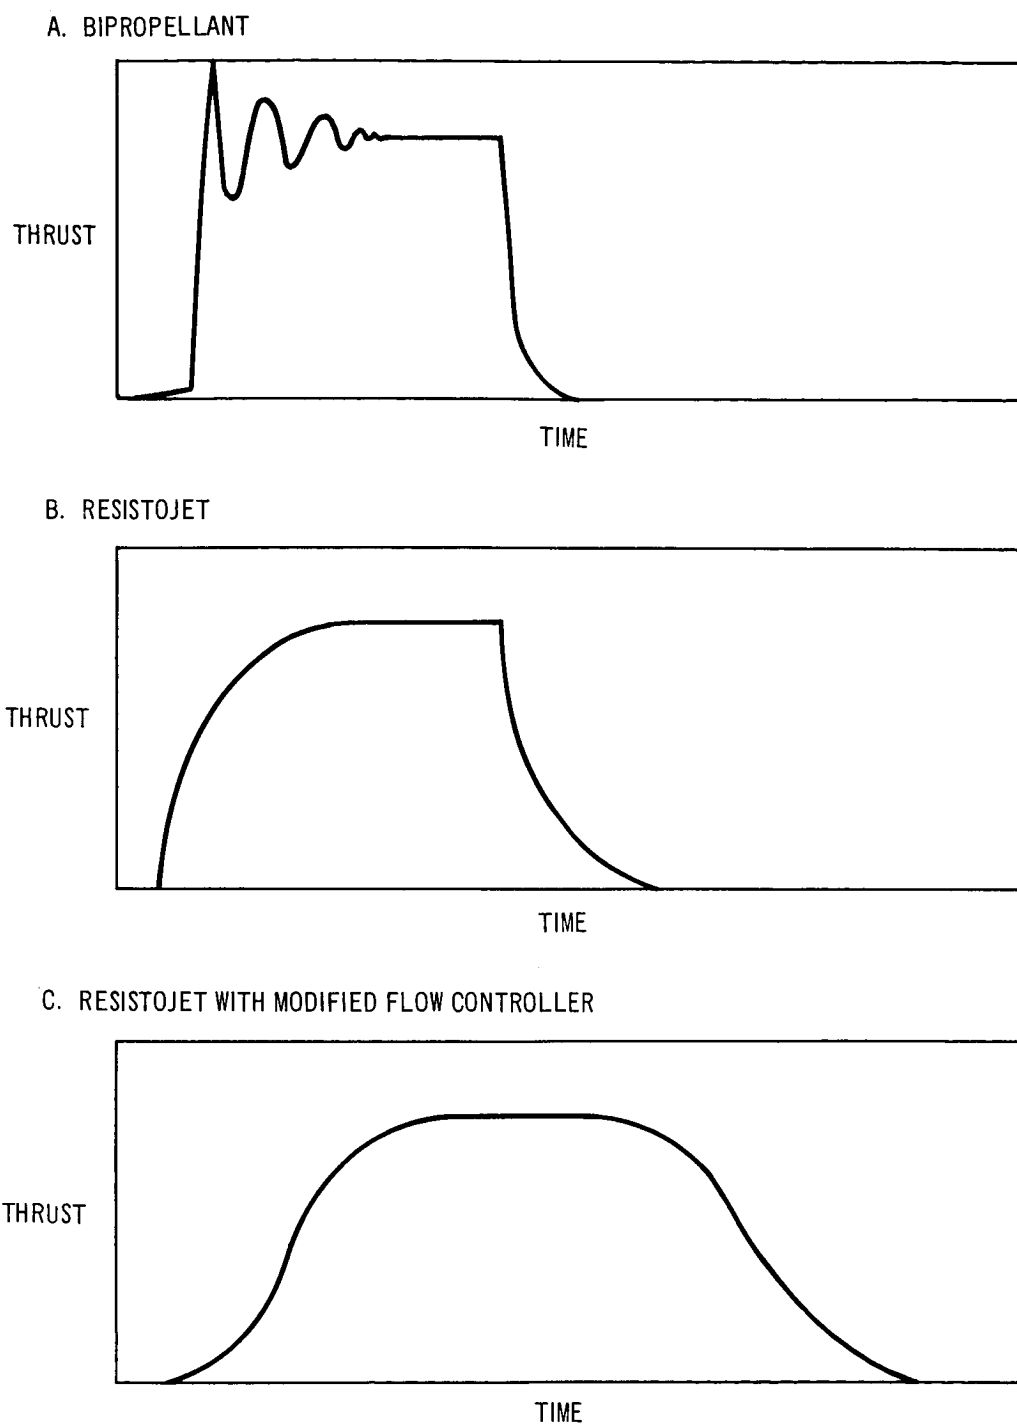 A. BIPROPELLANT
THRUST
TIME
B. RESISTOJET
THRUST
TIME
C. RESISTOJET WITH MODIFIED FLOW CONTROLLER
THRUST
TIME